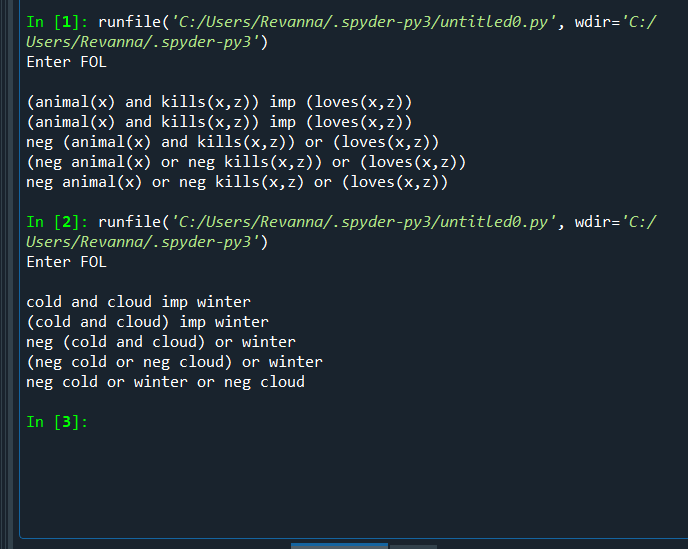 In [1]: runfile('C:/Users/Revanna/.spyder-py3/untitled0.py', wdir='C:/
Users/Revanna/.spyder-py3')
Enter FOL
(animal(x) and kills(x,z)) imp (loves(x,z))
(animal(x) and kills(x,z)) imp (loves(x,z))
neg (animal(x) and kills(x,z)) or (loves(x,z))
(neg animal(x) or neg kills(x,z)) or (loves(x,z))
neg animal(x) or neg kills(x,z) or (loves(x,z))
In [2]: runfile('C:/Users/Revanna/.spyder-py3/untitled0.py', wdir='C:/
Users/Revanna/.spyder-py3')
Enter FOL
cold and cloud imp winter
(cold and cloud) imp winter
neg (cold and cloud) or winter
(neg cold or neg cloud) or winter
neg cold or winter or neg cloud
In [3]: